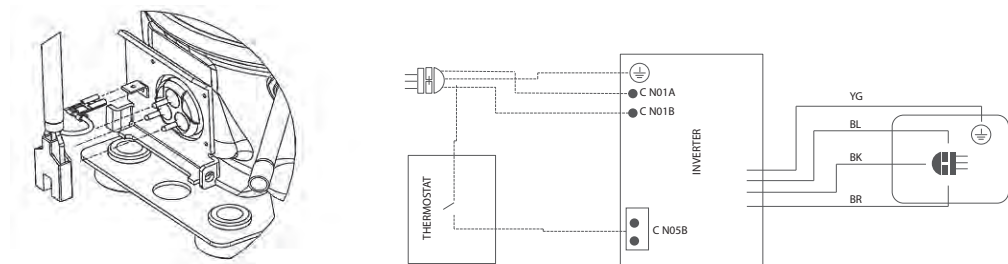 C N01A
C N01B
THERMOSTAT
INVERTER
C N05B
YG
BL
BK
BR